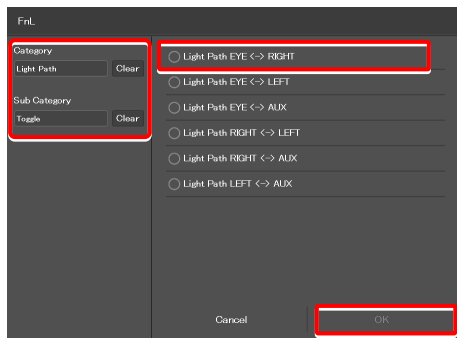 FnL
Category
Light Path Clear
Sub Category
Toggle Clear
Light Path EYE <-> RIGHT
Light Path EYE <-> LEFT
Light Path EYE <-> AUX
Light Path RIGHT <-> LEFT
Light Path RIGHT <-> AUX
Light Path LEFT <-> AUX
Cancel OK